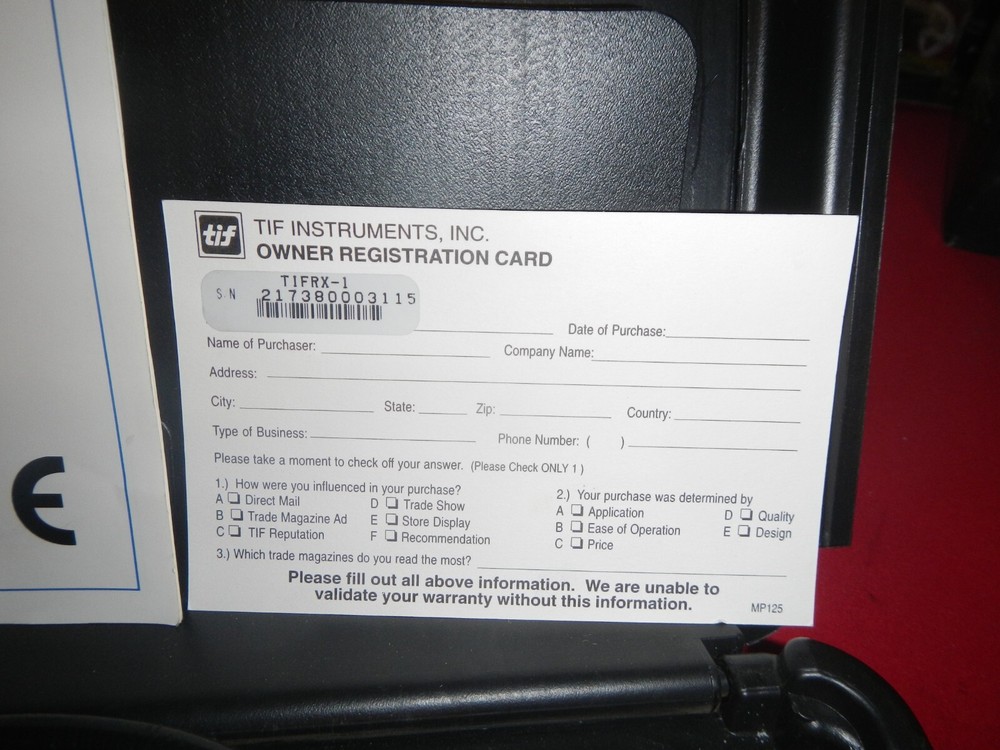 tif
TIF INSTRUMENTS, INC.
OWNER REGISTRATION CARD
TIFRX-1
S.N 217380003115
Date of Purchase:
Name of Purchaser: Company Name:
Address:
City: State: Zip: Country:
Type of Business: Phone Number: ( )
Please take a moment to check off your answer. (Please Check ONLY 1 )
1.) How were you influenced in your purchase? 2.) Your purchase was determined by
A Direct Mail D Trade Show A Application D Quality
B Trade Magazine Ad E Store Display B Ease of Operation E Design
C TIF Reputation F Recommendation C Price
3.) Which trade magazines do you read the most?
Please fill out all above information. We are unable to
validate your warranty without this information.
MP125
CE